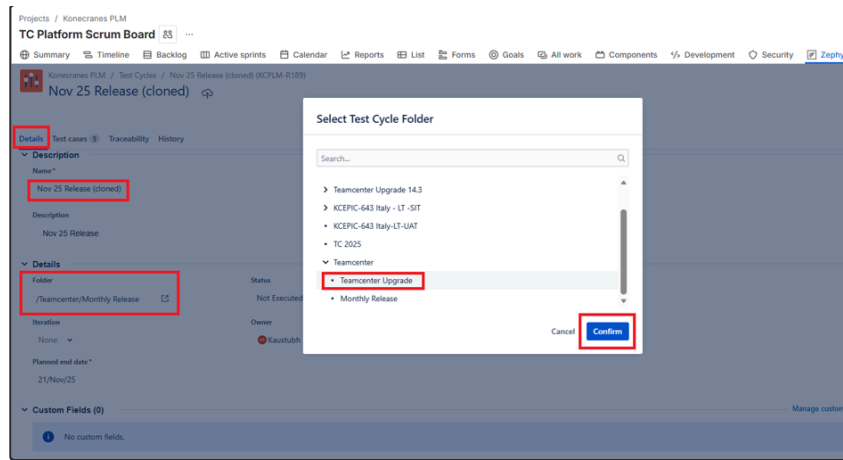 Projects / Konecranes PLM
TC Platform Scrum Board
Summary Timeline Backlog Active sprints Calendar Reports List Forms Goals All work Components Development Security Zephy
Konecranes PLM / Test Cycles / Nov 25 Release (cloned) (KCPLM-R189)
Nov 25 Release (cloned)
Details Test cases 5 Traceability History
Description
Name*
Nov 25 Release (cloned)
Description
Nov 25 Release
Details
Folder
/Teamcenter/Monthly Release
Status
Not Executed
Iteration
None
Owner
Kaustubh
Planned end date*
21/Nov/25
Custom Fields (0)
Manage custom
No custom fields.
Select Test Cycle Folder
Search...
Teamcenter Upgrade 14.3
KCEPIC-643 Italy - LT -SIT
KCEPIC-643 Italy-LT-UAT
TC 2025
Teamcenter
Teamcenter Upgrade
Monthly Release
Cancel Confirm